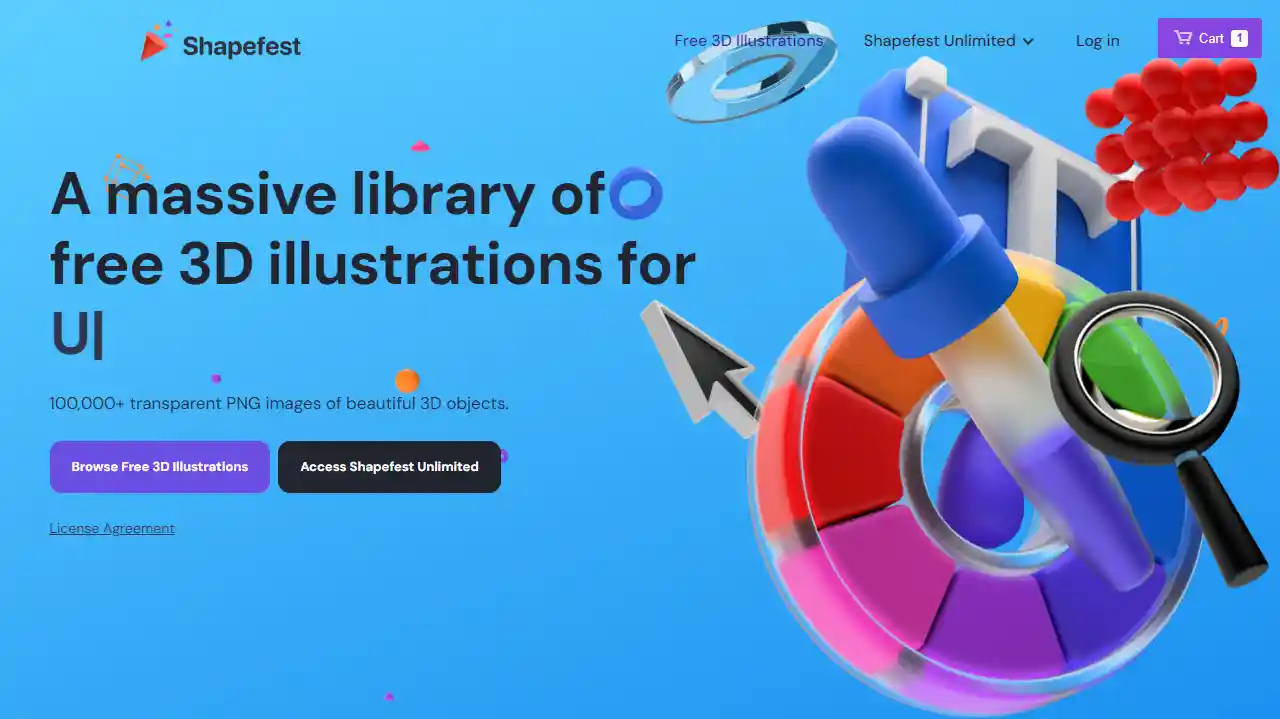 Shapefest
Free 3D Illustrations
Shapefest Unlimited
Log in
Cart 1
A massive library of
free 3D illustrations for
U|
100,000+ transparent PNG images of beautiful 3D objects.
Browse Free 3D Illustrations
Access Shapefest Unlimited
License Agreement
T